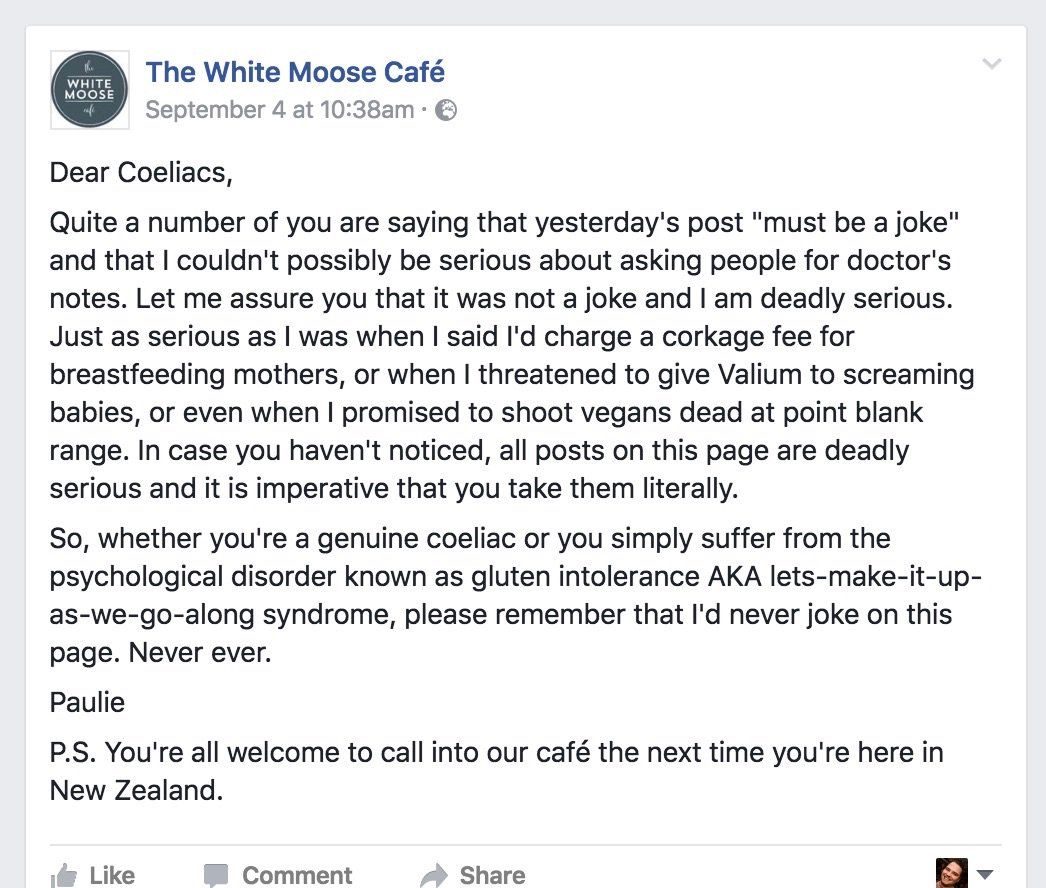 the
WHITE
MOOSE
café
The White Moose Café
September 4 at 10:38am ·
Dear Coeliacs,
Quite a number of you are saying that yesterday's post "must be a joke"
and that I couldn't possibly be serious about asking people for doctor's
notes. Let me assure you that it was not a joke and I am deadly serious.
Just as serious as I was when I said I'd charge a corkage fee for
breastfeeding mothers, or when I threatened to give Valium to screaming
babies, or even when I promised to shoot vegans dead at point blank
range. In case you haven't noticed, all posts on this page are deadly
serious and it is imperative that you take them literally.
So, whether you're a genuine coeliac or you simply suffer from the
psychological disorder known as gluten intolerance AKA lets-make-it-up-
as-we-go-along syndrome, please remember that I'd never joke on this
page. Never ever.
Paulie
P.S. You're all welcome to call into our café the next time you're here in
New Zealand.
Like Comment Share